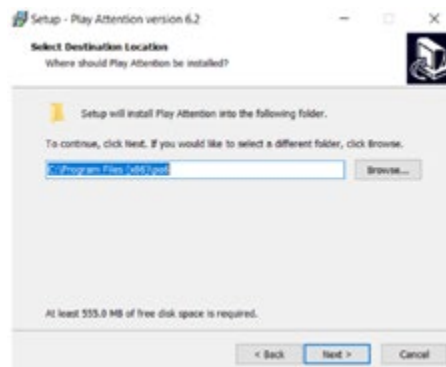 Setup - Play Attention version 6.2
Select Destination Location
Where should Play Attention be installed?
Setup will install Play Attention into the following folder.
To continue, click Next. If you would like to select a different folder, click Browse.
C:\Program Files (x86)\pa6
Browse...
At least 555.0 MB of free disk space is required.
< Back
Next >
Cancel